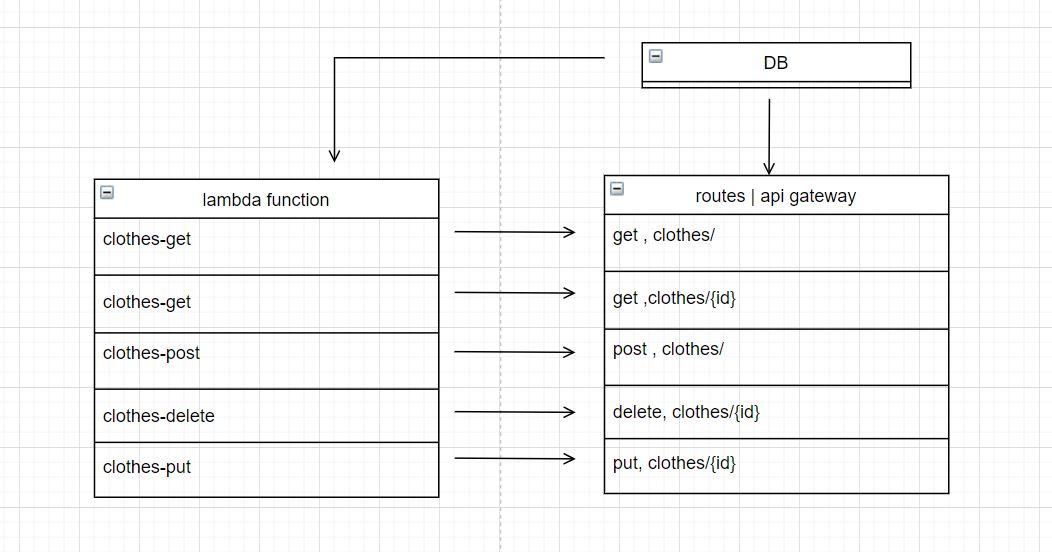 DB
lambda function
clothes-get
clothes-get
clothes-post
clothes-delete
clothes-put
routes | api gateway
get , clothes/
get ,clothes/{id}
post , clothes/
delete, clothes/{id}
put, clothes/{id}